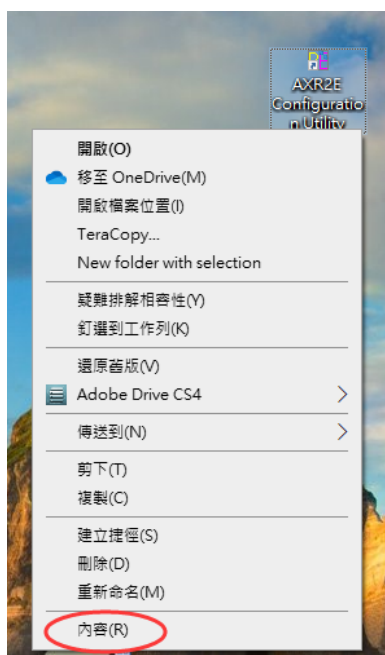 AXR2E
Configuratio
n Utility
開啟(O)
移至 OneDrive(M)
開啟檔案位置(I)
TeraCopy...
New folder with selection
疑難排解相容性(Y)
釘選到工作列(K)
還原舊版(V)
Adobe Drive CS4
傳送到(N)
剪下(T)
複製(C)
建立捷徑(S)
刪除(D)
重新命名(M)
內容(R)